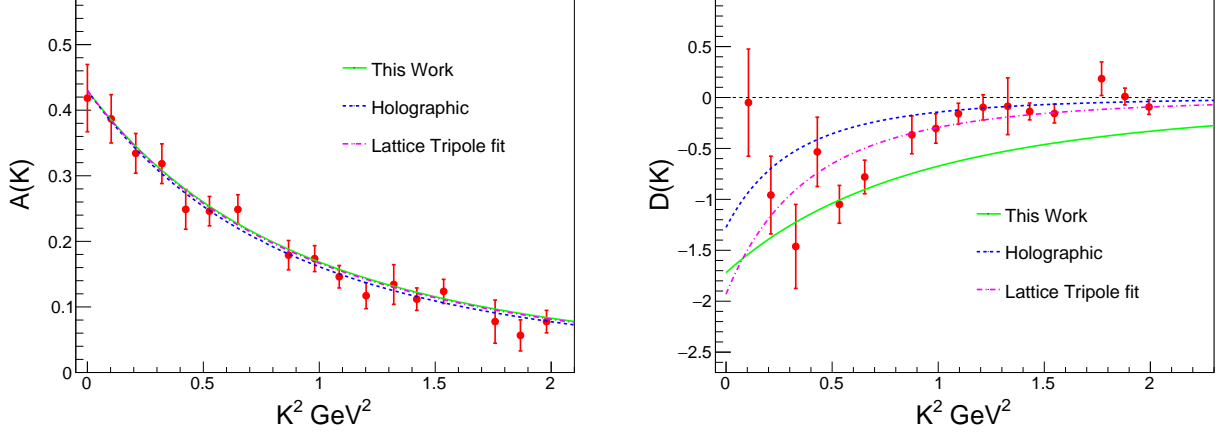 A(K)
0.5
0.4
0.3
0.2
0.1
0
0
0.5
1
1.5
2
K² GeV²
This Work
Holographic
Lattice Tripole fit
D(K)
0.5
0
−0.5
−1
−1.5
−2
−2.5
0
0.5
1
1.5
2
K² GeV²
This Work
Holographic
Lattice Tripole fit